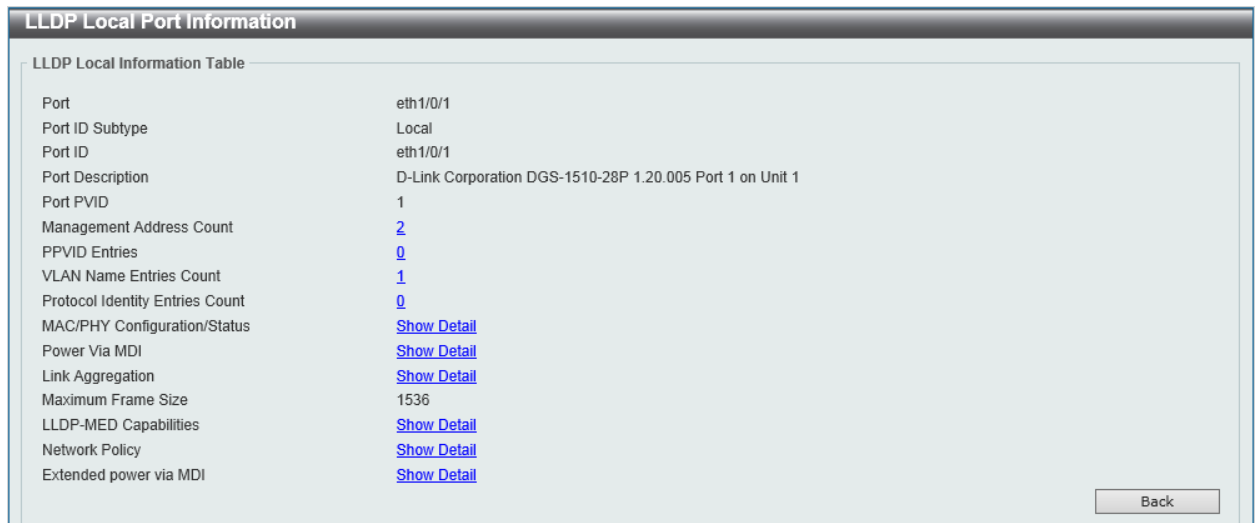 LLDP Local Port Information
LLDP Local Information Table
Port eth1/0/1
Port ID Subtype Local
Port ID eth1/0/1
Port Description D-Link Corporation DGS-1510-28P 1.20.005 Port 1 on Unit 1
Port PVID 1
Management Address Count 2
PPVID Entries 0
VLAN Name Entries Count 1
Protocol Identity Entries Count 0
MAC/PHY Configuration/Status Show Detail
Power Via MDI Show Detail
Link Aggregation Show Detail
Maximum Frame Size 1536
LLDP-MED Capabilities Show Detail
Network Policy Show Detail
Extended power via MDI Show Detail
Back